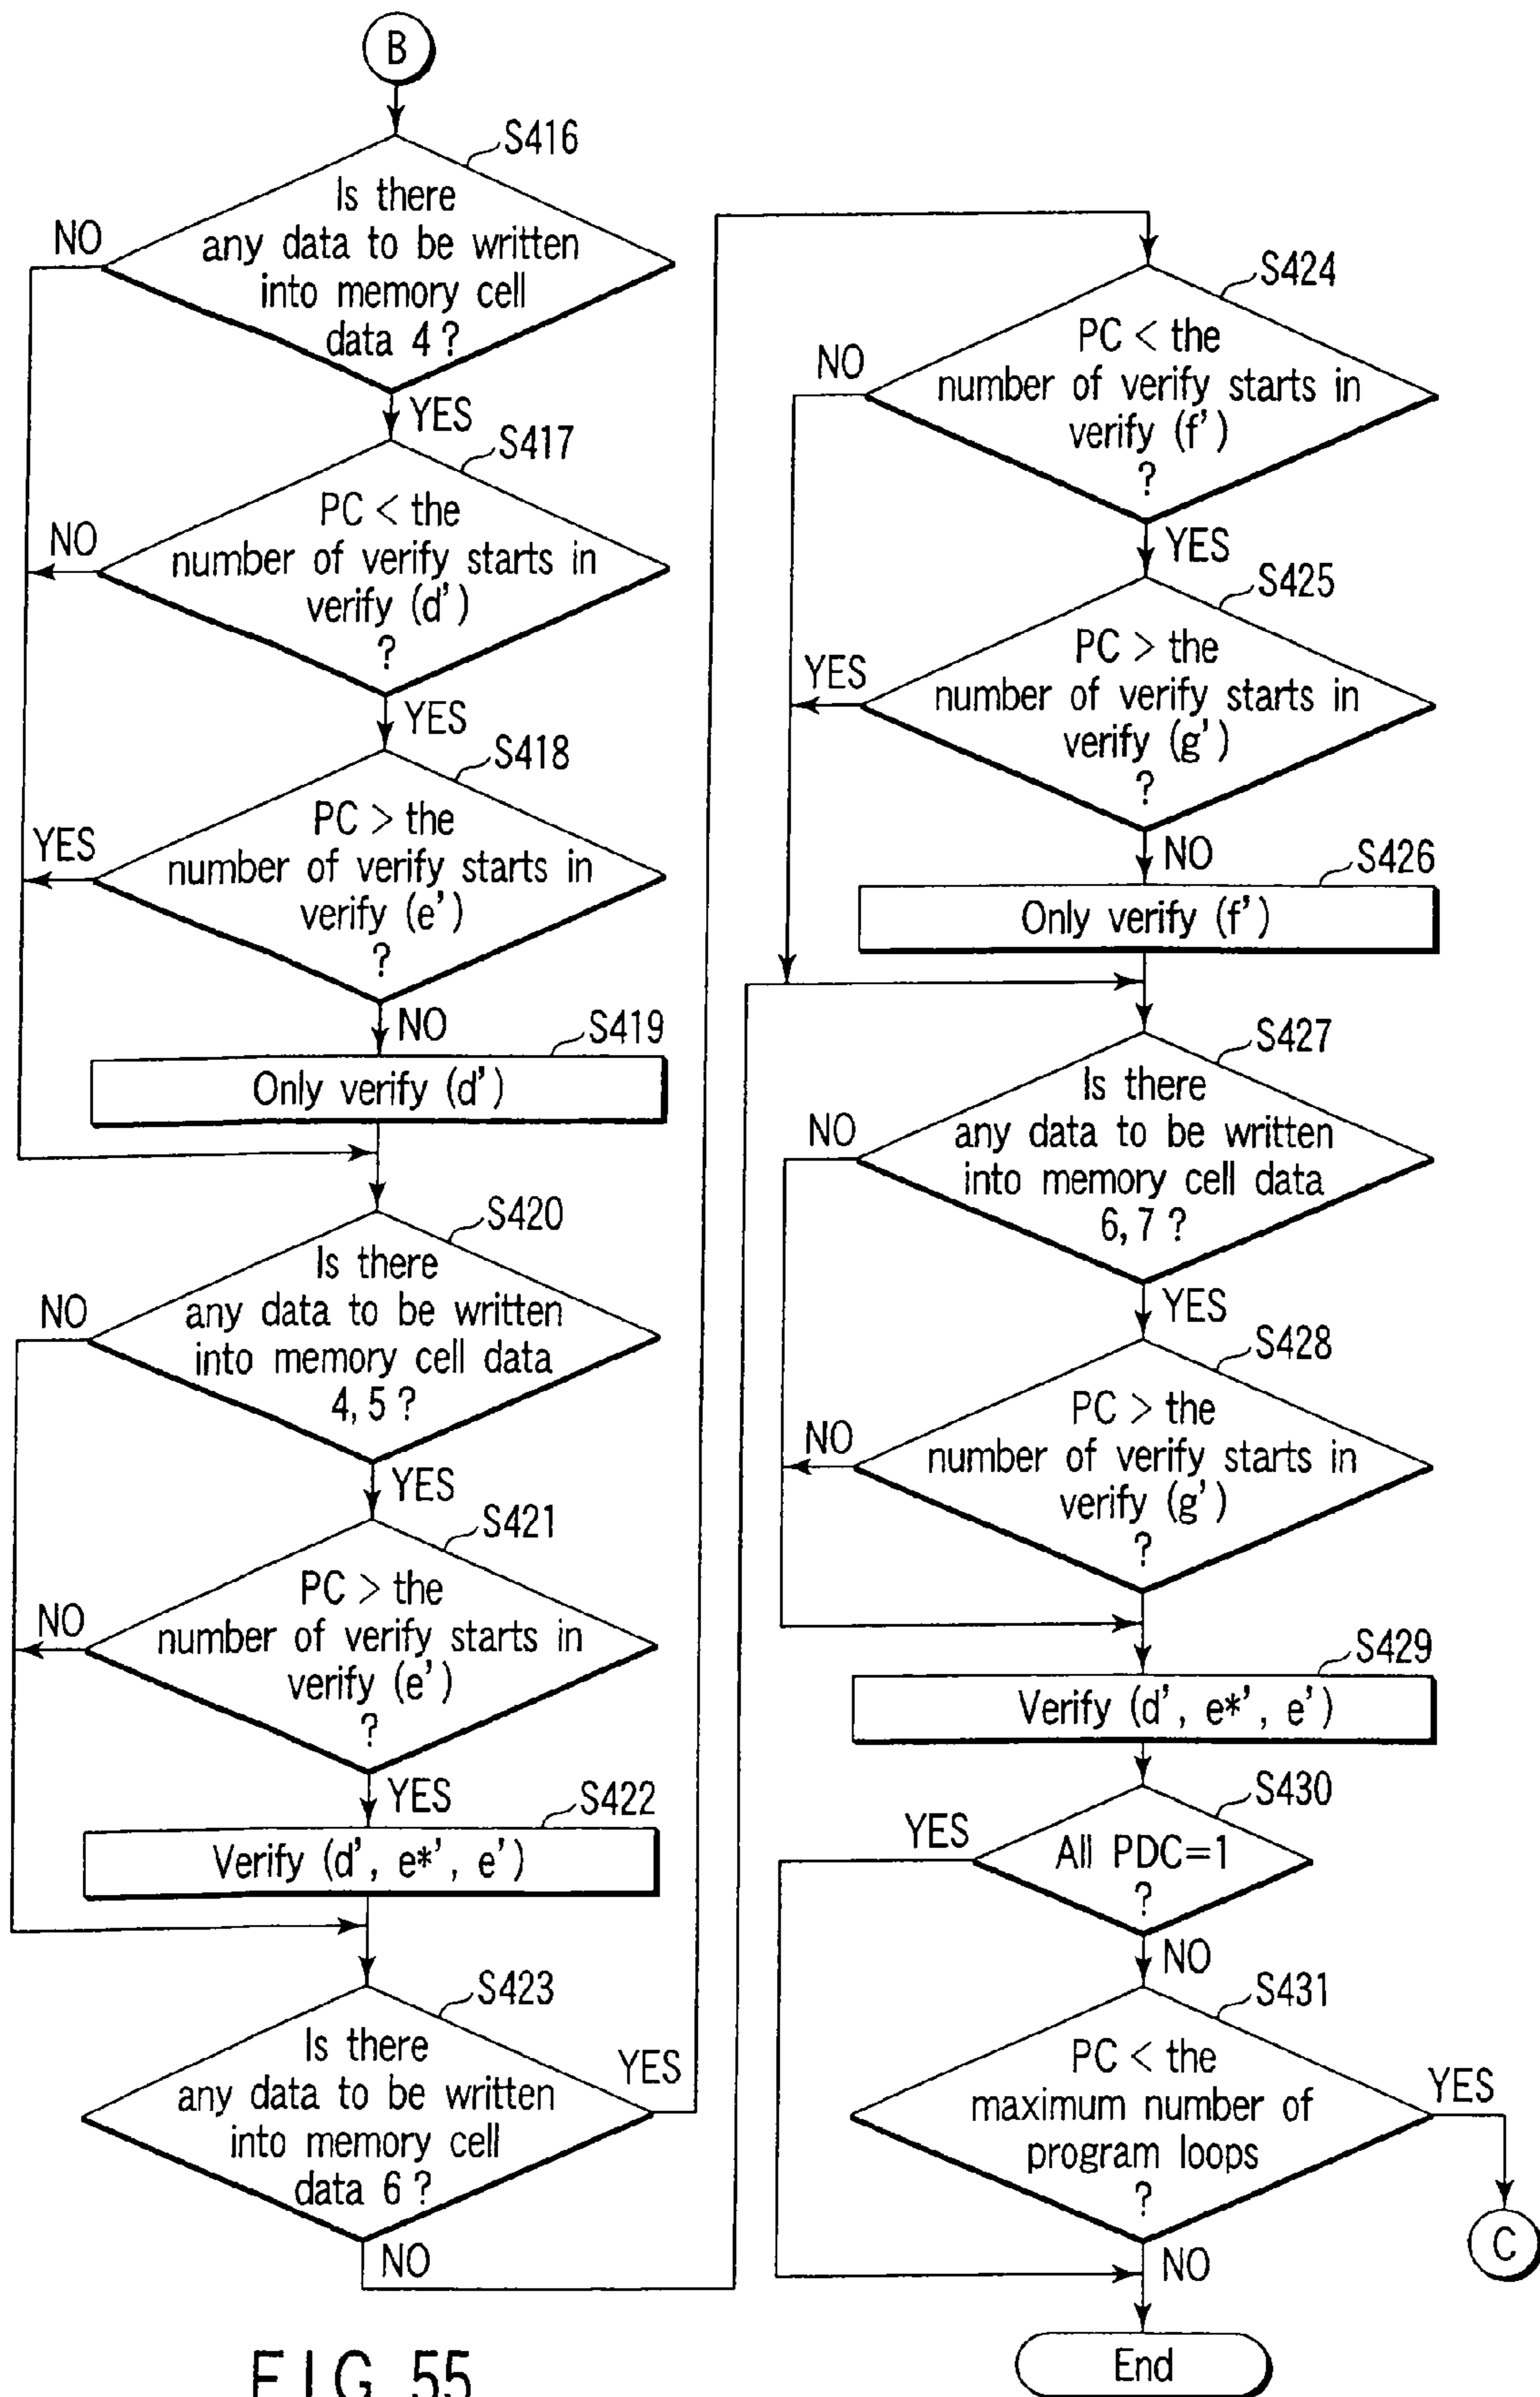 B
S416
Is there
any data to be written
into memory cell
data 4 ?
NO
YES
S417
PC < the
number of verify starts in
verify (d')
?
NO
YES
S418
PC > the
number of verify starts in
verify (e')
?
YES
NO
S419
Only verify (d')
S420
Is there
any data to be written
into memory cell data
4, 5 ?
NO
YES
S421
PC > the
number of verify starts in
verify (e')
?
NO
YES
S422
Verify (d', e*', e')
S423
Is there
any data to be written
into memory cell
data 6 ?
YES
NO
S424
PC < the
number of verify starts in
verify (f')
?
NO
YES
S425
PC > the
number of verify starts in
verify (g')
?
YES
NO
S426
Only verify (f')
S427
Is there
any data to be written
into memory cell data
6, 7 ?
NO
YES
S428
PC > the
number of verify starts in
verify (g')
?
NO
S429
Verify (d', e*', e')
S430
All PDC=1
?
YES
NO
S431
PC < the
maximum number of
program loops
?
YES
C
NO
End
FIG. 55